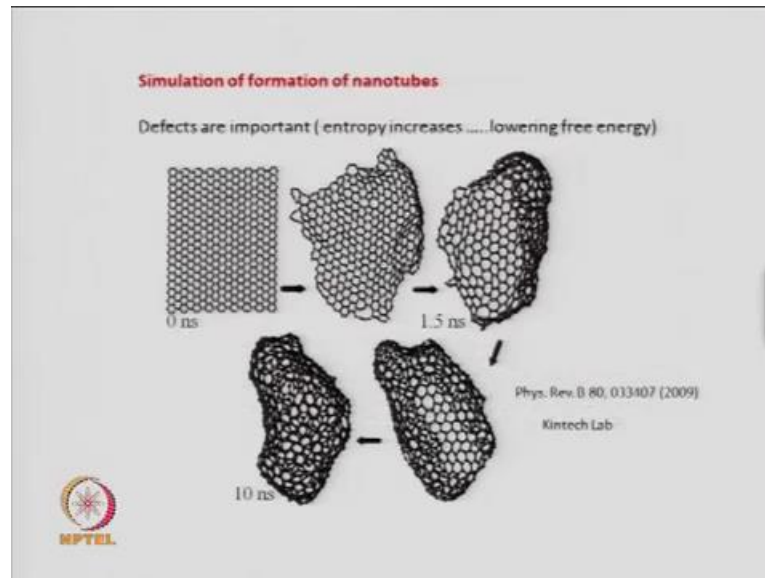 Simulation of formation of nanotubes
Defects are important ( entropy increases .....lowering free energy)
0 ns
1.5 ns
Phys. Rev. B 80, 033407 (2009)
Kintech Lab
10 ns
NPTEL